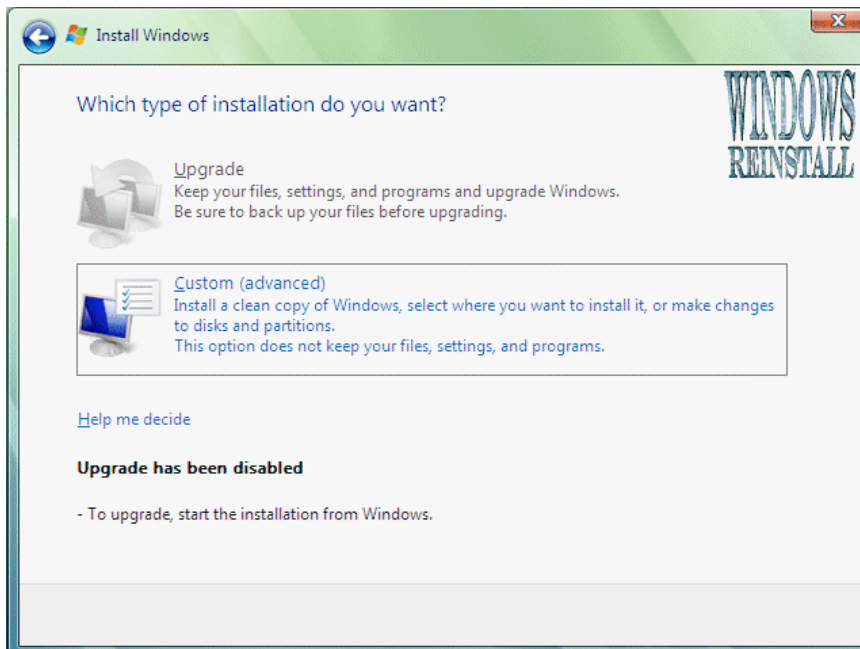 Install Windows
WINDOWS
REINSTALL
Which type of installation do you want?
Upgrade
Keep your files, settings, and programs and upgrade Windows.
Be sure to back up your files before upgrading.
Custom (advanced)
Install a clean copy of Windows, select where you want to install it, or make changes
to disks and partitions.
This option does not keep your files, settings, and programs.
Help me decide
Upgrade has been disabled
- To upgrade, start the installation from Windows.